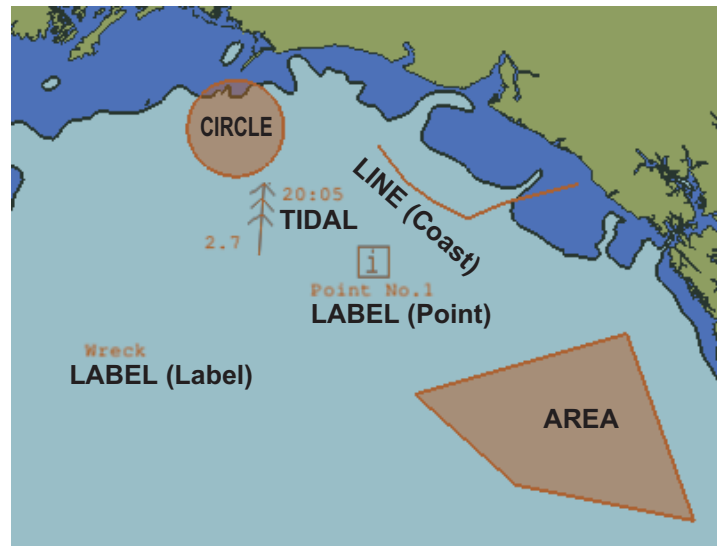 CIRCLE
20:05
TIDAL
2.7
LINE (Coast)
i
Point No.1
LABEL (Point)
Wreck
LABEL (Label)
AREA